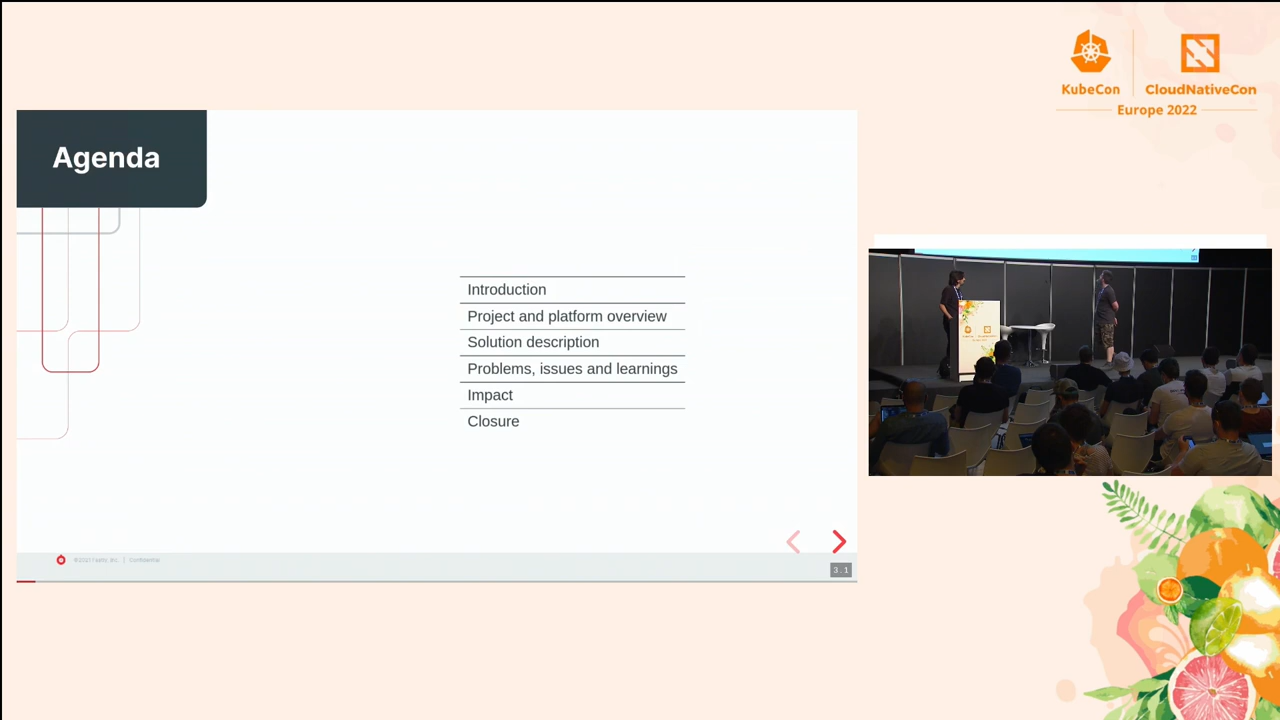 KubeCon
CloudNativeCon
Europe 2022
Agenda
Introduction
Project and platform overview
Solution description
Problems, issues and learnings
Impact
Closure
Confidential
3.1